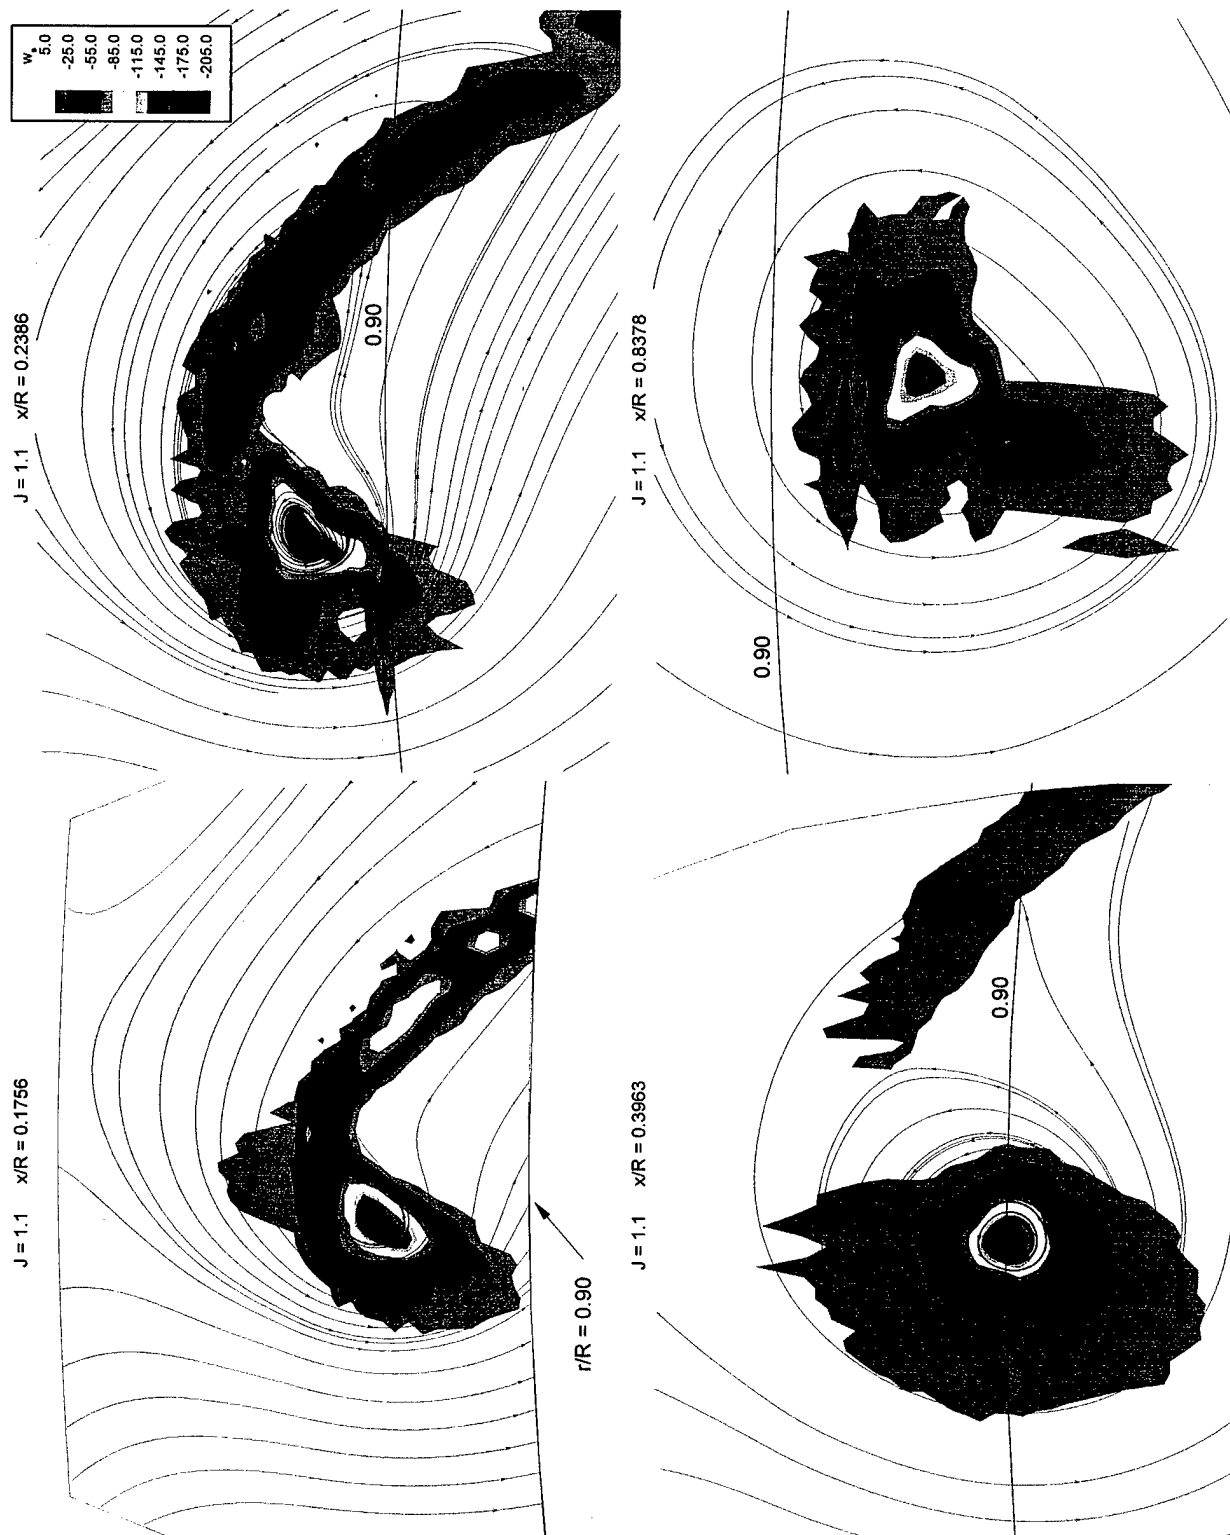 J = 1.1 x/R = 0.1756
r/R = 0.90
J = 1.1 x/R = 0.2386
0.90
w
5.0
-25.0
-55.0
-85.0
-115.0
-145.0
-175.0
-205.0
J = 1.1 x/R = 0.3963
0.90
J = 1.1 x/R = 0.8378
0.90